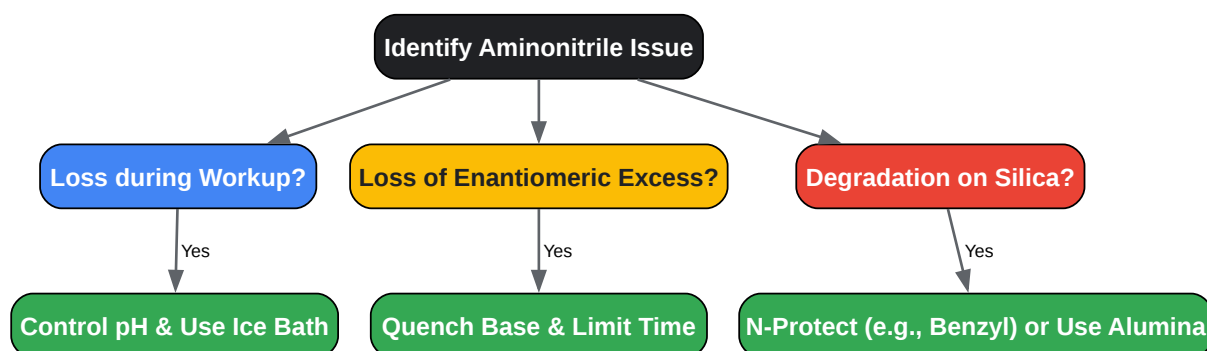 Identify Aminonitrile Issue
Loss during Workup?
Loss of Enantiomeric Excess?
Degradation on Silica?
Yes
Yes
Yes
Control pH & Use Ice Bath
Quench Base & Limit Time
N-Protect (e.g., Benzyl) or Use Alumina